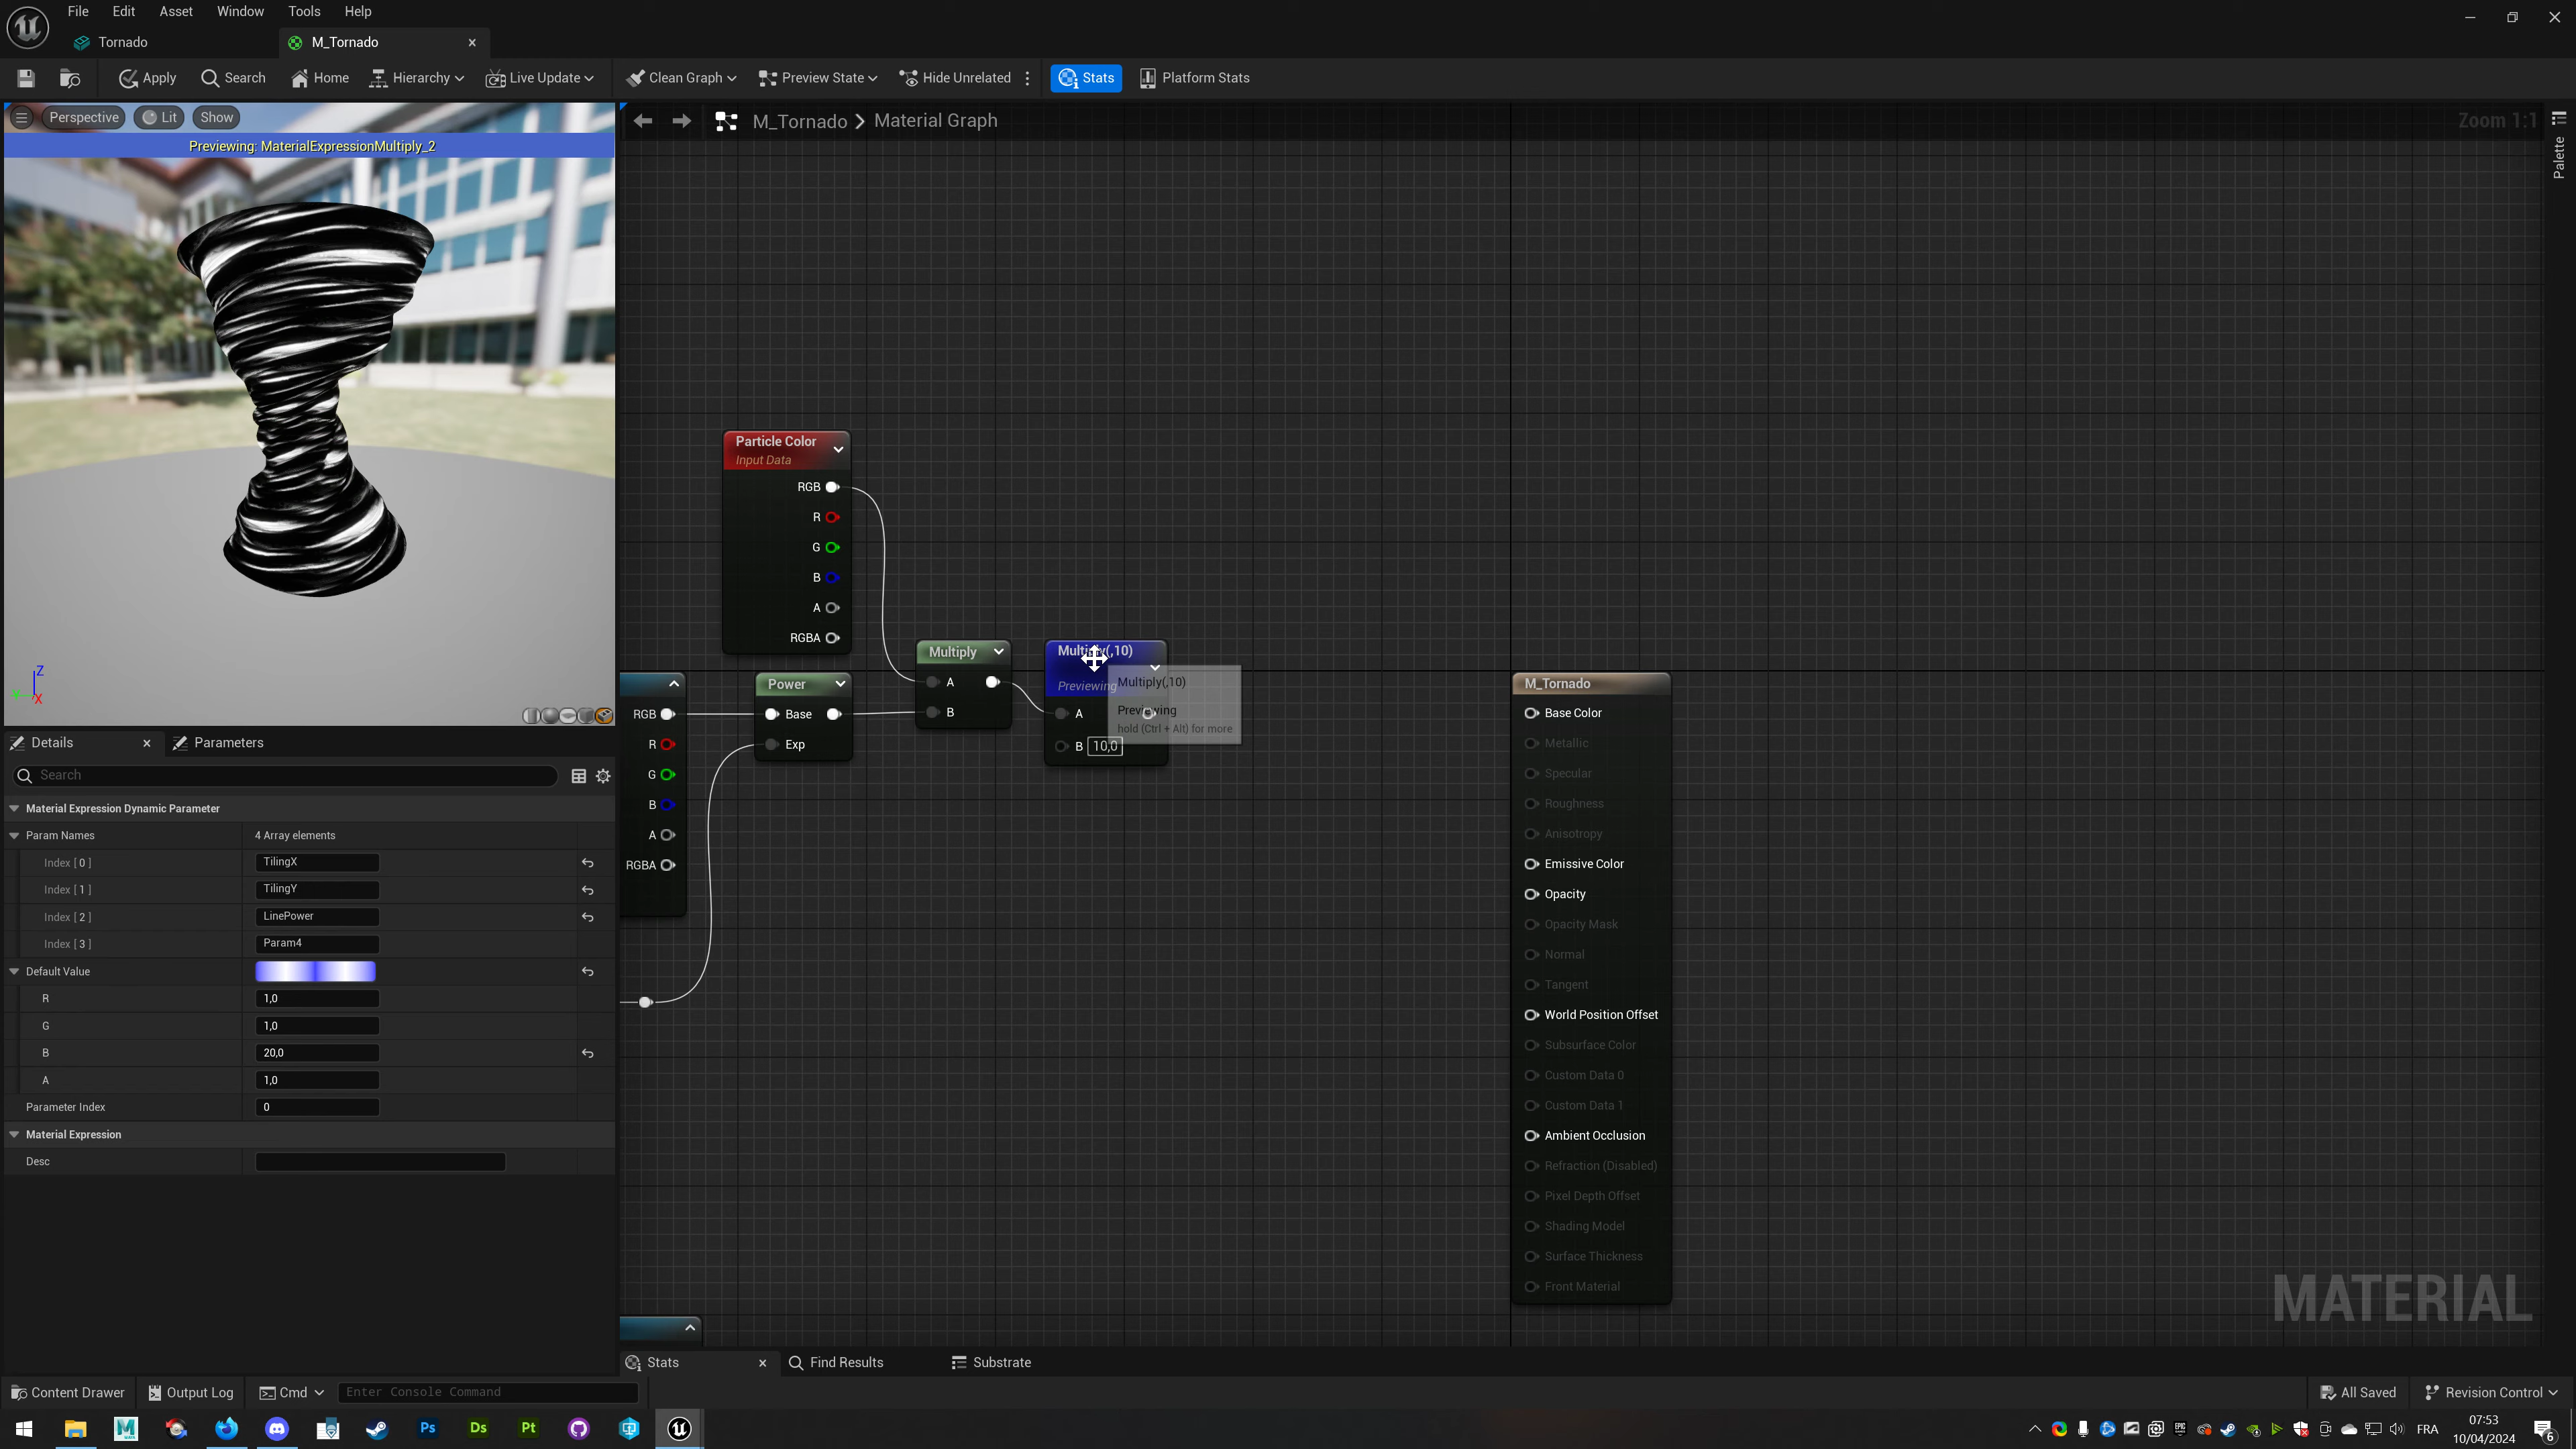 File Edit Asset Window Tools Help
Tornado
M_Tornado
Apply
Search
Home
Hierarchy
Live Update
Clean Graph
Preview State
Hide Unrelated
Stats
Platform Stats
Perspective
Lit
Show
Previewing: MaterialExpressionMultiply_2
M_Tornado > Material Graph
Zoom 1:1
Palette
Particle Color
Input Data
RGB
R
G
B
A
RGBA
Multiply
A
B
Multiply(,10)
Previewing
A
B 10,0
Multiply(,10)
Previewing
hold (Ctrl + Alt) for more
Power
Base
Exp
RGB
R
G
B
A
RGBA
M_Tornado
Base Color
Metallic
Specular
Roughness
Anisotropy
Emissive Color
Opacity
Opacity Mask
Normal
Tangent
World Position Offset
Subsurface Color
Custom Data 0
Custom Data 1
Ambient Occlusion
Refraction (Disabled)
Pixel Depth Offset
Shading Model
Surface Thickness
Front Material
MATERIAL
Z
X
Details
Parameters
Search
Material Expression Dynamic Parameter
Param Names 4 Array elements
Index [ 0 ] TilingX
Index [ 1 ] TilingY
Index [ 2 ] LinePower
Index [ 3 ] Param4
Default Value
R 1,0
G 1,0
B 20,0
A 1,0
Parameter Index 0
Material Expression
Desc
Stats
Find Results
Substrate
Content Drawer
Output Log
Cmd
Enter Console Command
All Saved
Revision Control
M
Ps
Ds
Pt
FRA
07:53
10/04/2024
6